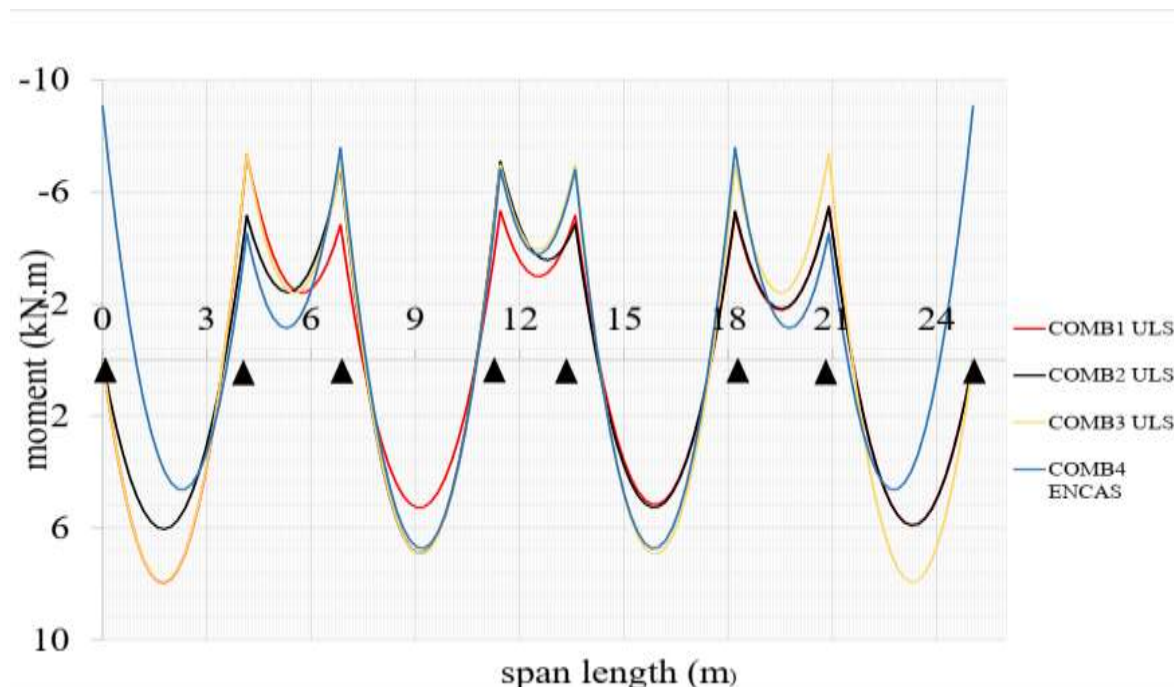 -10
-6
2
0 3 6 9 12 15 18 21 24
2
6
10
moment (kN.m)
span length (m)
COMB1 ULS
COMB2 ULS
COMB3 ULS
COMB4
ENCAS